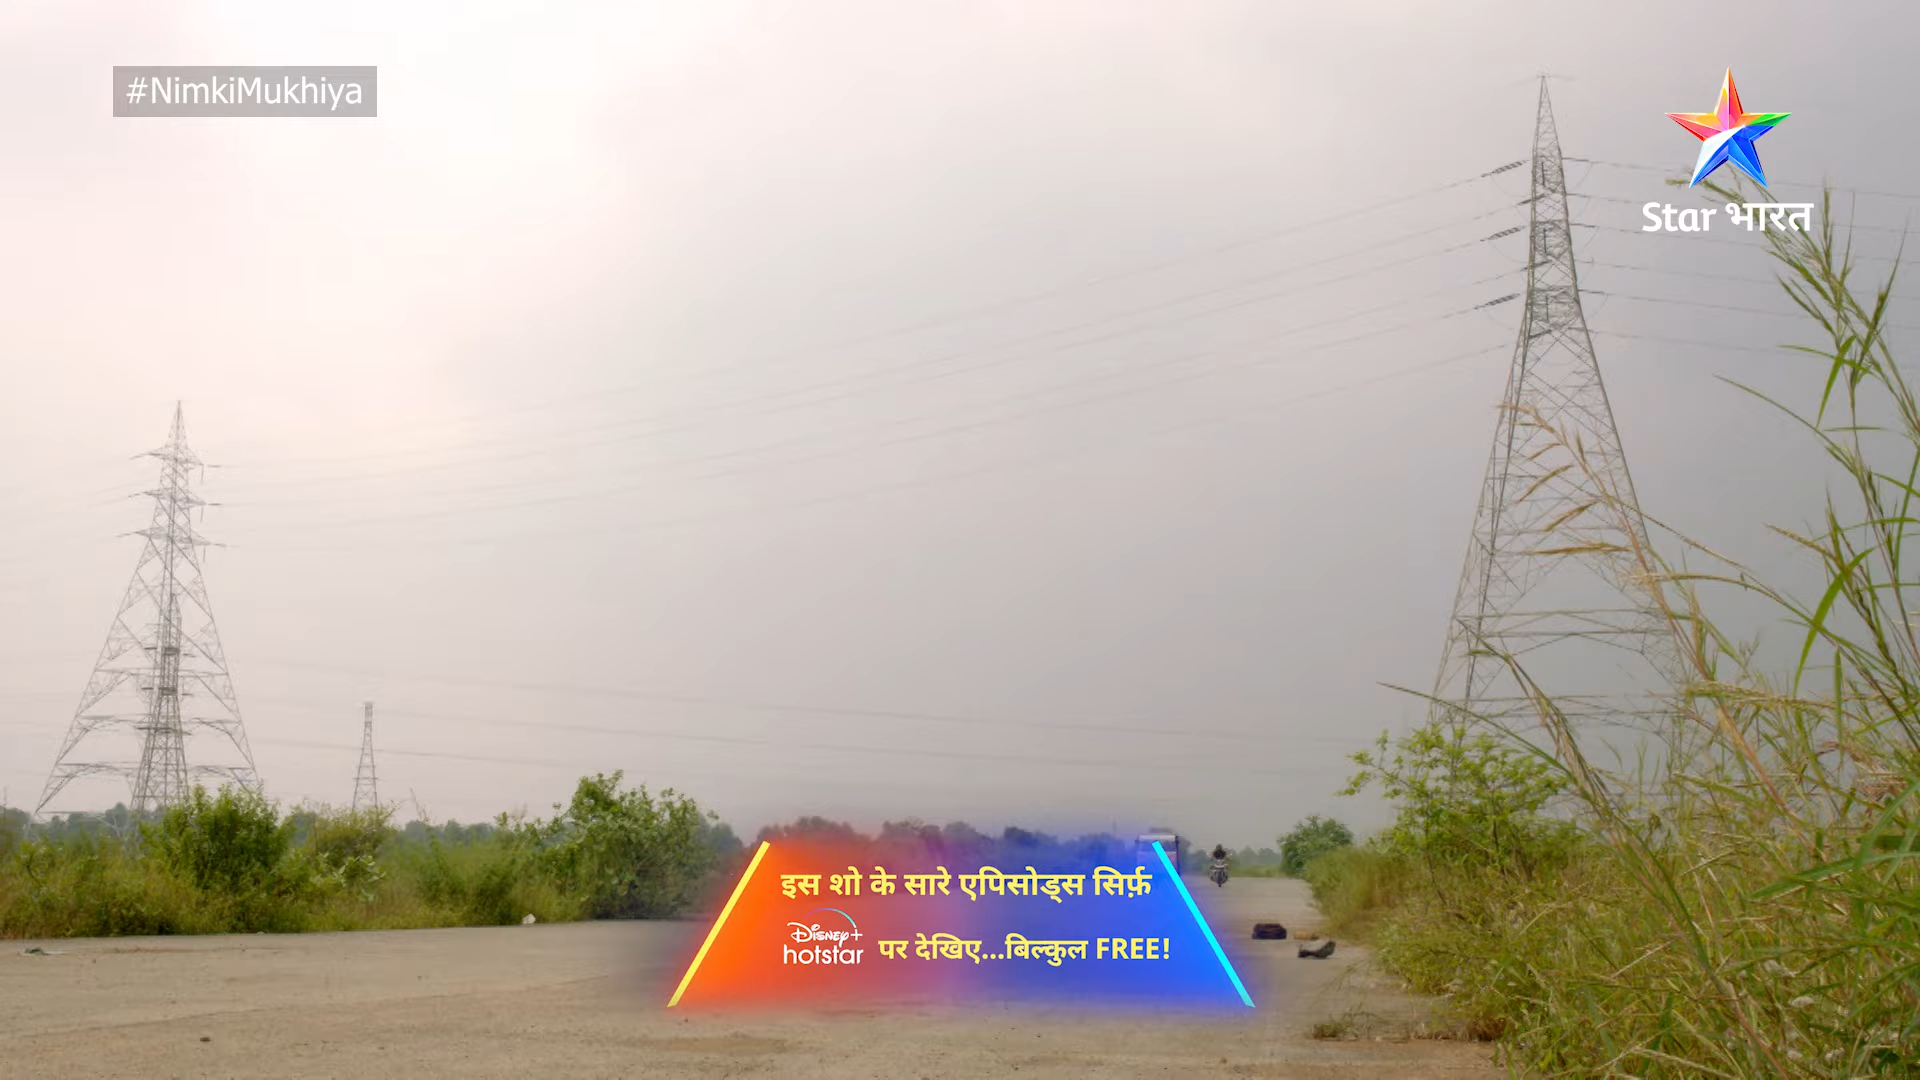 #NimkiMukhiya
Star भारत
इस शो के सारे एपिसोड्स सिर्फ़
Disney+ hotstar पर देखिए...बिल्कुल FREE!